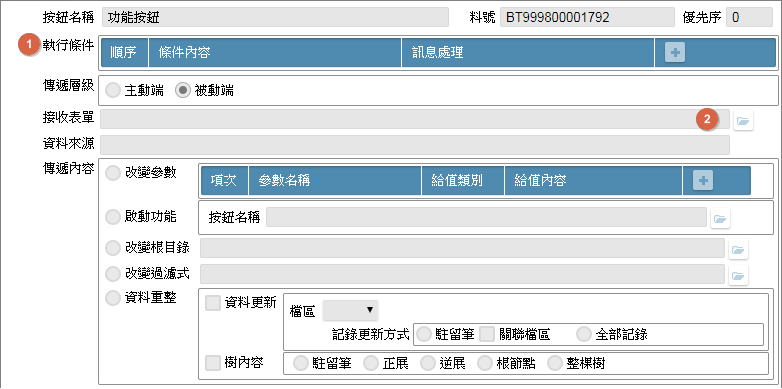 按鈕名稱 功能按鈕 料號 BT999800001792 優先序 0
1 執行條件 順序 條件內容 訊息處理
傳遞層級 主動端 被動端
接收表單 2
資料來源
傳遞內容 改變參數 項次 參數名稱 給值類別 給值內容
啟動功能 按鈕名稱
改變根目錄
改變過濾式
資料重整 資料更新 檔區
記錄更新方式 駐留筆 關聯檔區 全部記錄
樹內容 駐留筆 正展 逆展 根節點 整棵樹